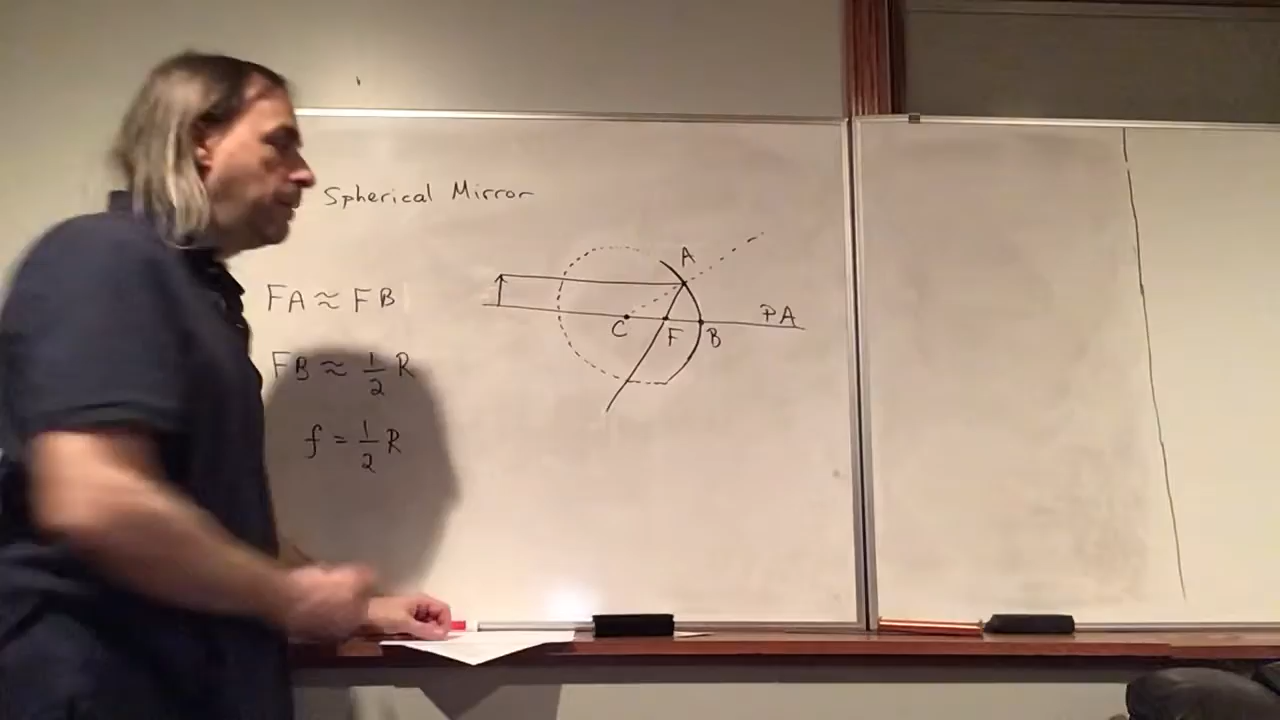 Spherical Mirror
FA ≈ FB
FB ≈ 1/2 R
f = 1/2 R
A
C
F
B
PA